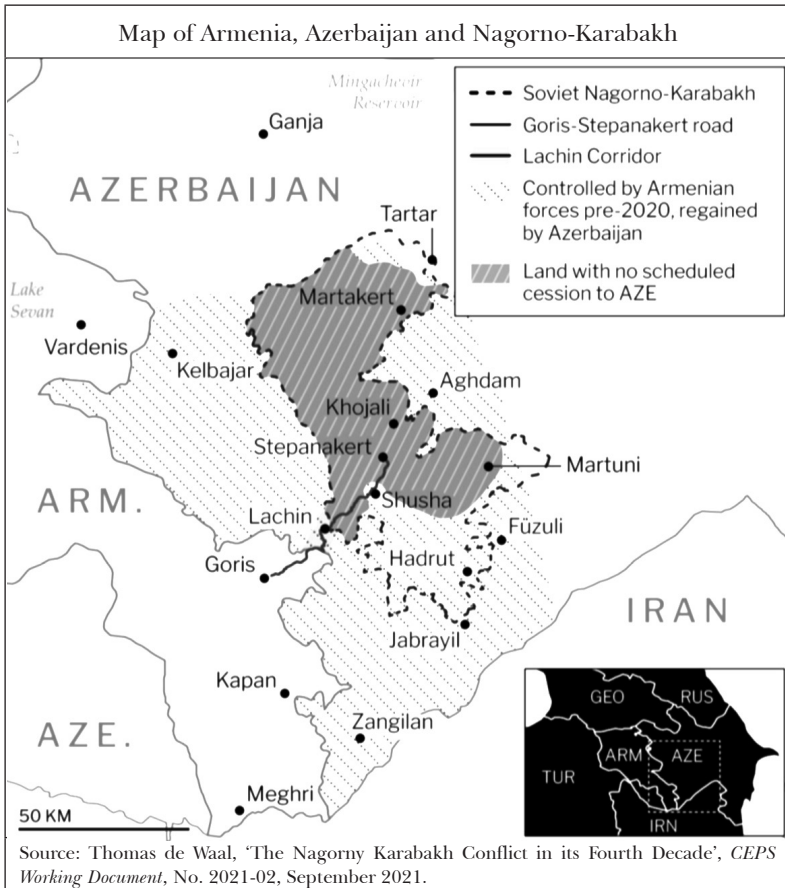 Map of Armenia, Azerbaijan and Nagorno-Karabakh
Mingachevir
Reservoir
Ganja
AZERBAIJAN
Soviet Nagorno-Karabakh
Goris-Stepanakert road
Lachin Corridor
Controlled by Armenian
forces pre-2020, regained
by Azerbaijan
Land with no scheduled
cession to AZE
Tartar
Lake
Sevan
Martakert
Vardenis
Kelbajar
Aghdam
Khojali
Stepanakert
Martuni
ARM.
Shusha
Lachin
Füzuli
Goris
Hadrut
IRAN
Jabrayil
Kapan
Zangilan
AZE.
Meghri
50 KM
GEO
RUS
ARM
AZE
TUR
IRN
Source: Thomas de Waal, ‘The Nagorny Karabakh Conflict in its Fourth Decade’, CEPS
Working Document, No. 2021-02, September 2021.